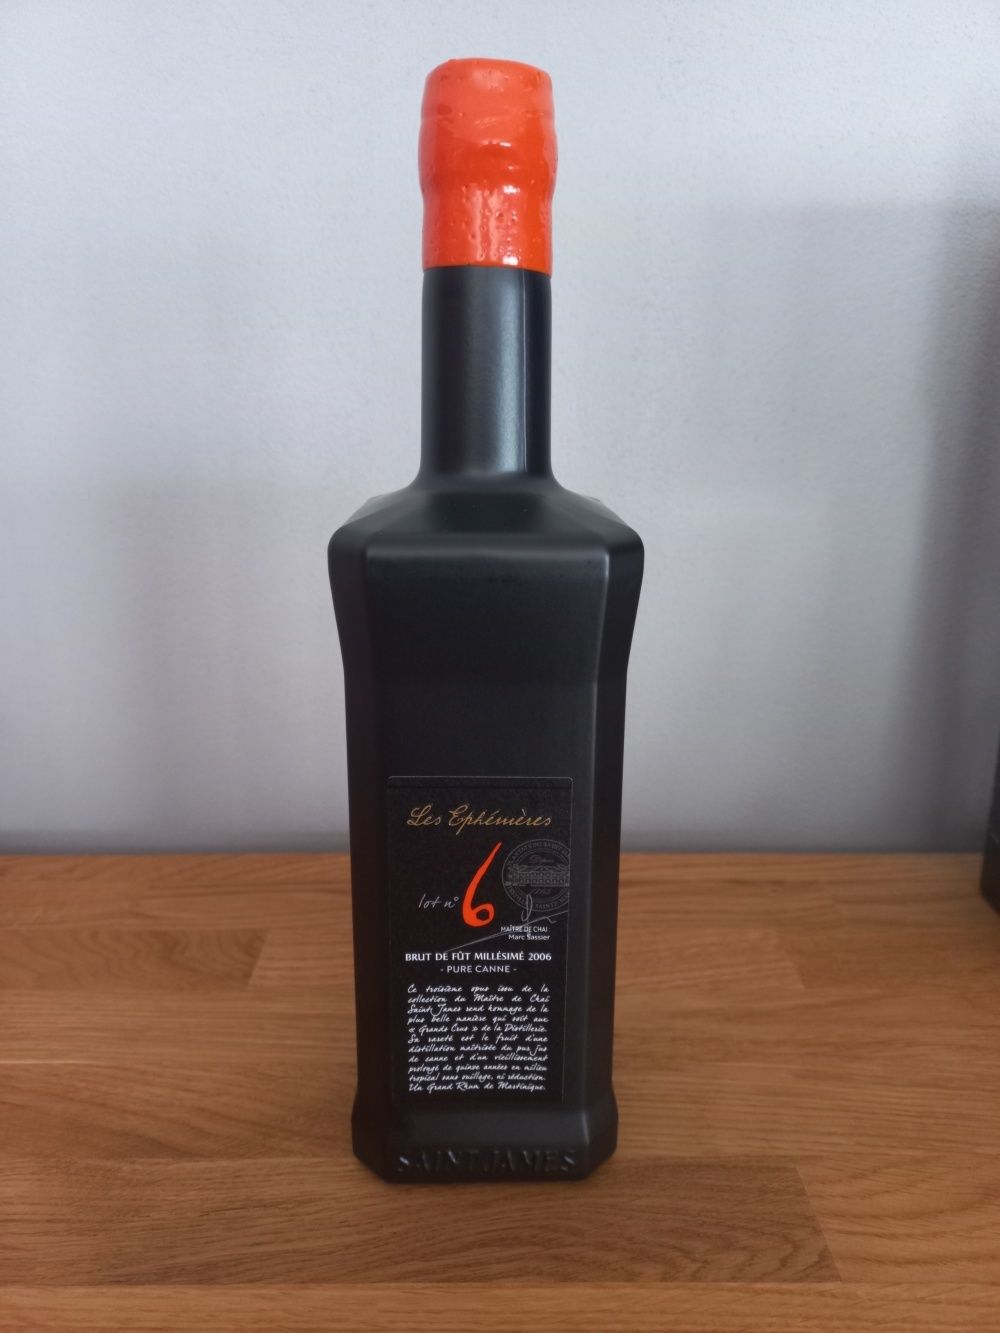 Les Ephémères
lot n° 6
Depuis
1765
MAÎTRE DE CHAI :
Marc Sassier
BRUT DE FÛT MILLÉSIMÉ 2006
- PURE CANNE -
Ce troisième opus issu de la
collection du Maître de Chai
Saint James rend hommage de la
plus belle manière qui soit aux
« Grands Crus » de la Distillerie.
Sa rareté est le fruit d'une
distillation maîtrisée du pur jus
de canne et d'un vieillissement
prolongé de quinze années en milieu
tropical sans ouillage, ni réduction.
Un Grand Rhum de Martinique.
SAINT JAMES